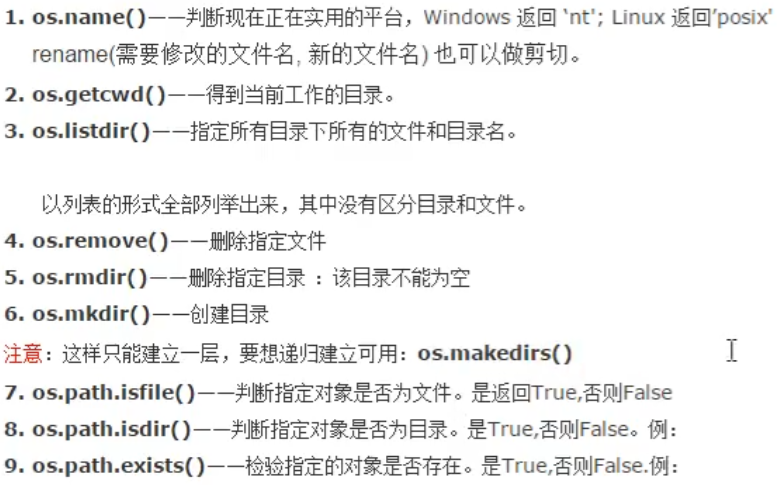 1. os.name()——判断现在正在实用的平台，Windows 返回 ‘nt'; Linux 返回’posix'
rename(需要修改的文件名, 新的文件名) 也可以做剪切。
2. os.getcwd()——得到当前工作的目录。
3. os.listdir()——指定所有目录下所有的文件和目录名。
以列表的形式全部列举出来，其中没有区分目录和文件。
4. os.remove()——删除指定文件
5. os.rmdir()——删除指定目录 ：该目录不能为空
6. os.mkdir()——创建目录
注意：这样只能建立一层，要想递归建立可用：os.makedirs()
7. os.path.isfile()——判断指定对象是否为文件。是返回True,否则False
8. os.path.isdir()——判断指定对象是否为目录。是True,否则False。例：
9. os.path.exists()——检验指定的对象是否存在。是True,否则False.例：